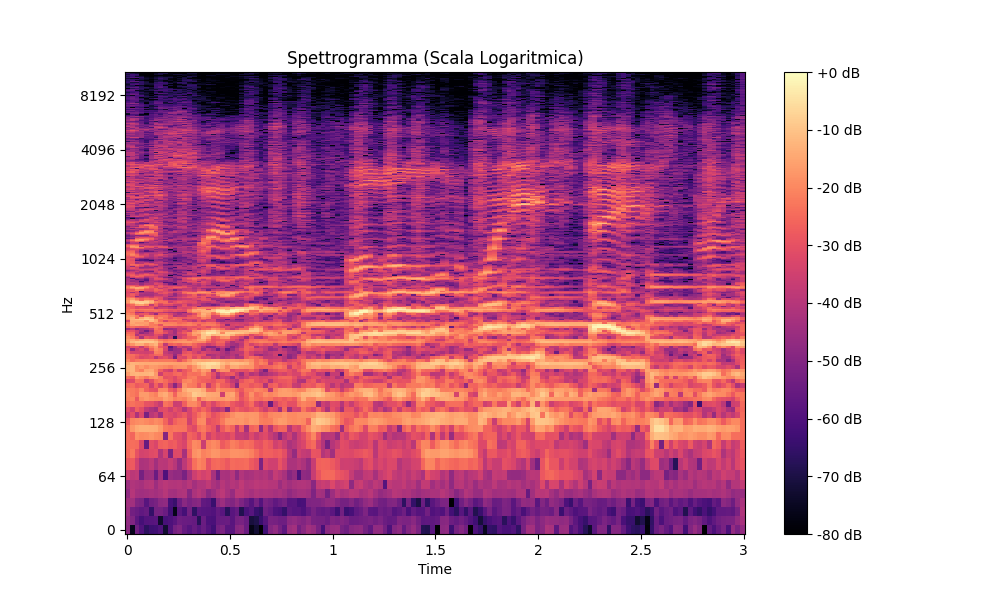 Spettrogramma (Scala Logaritmica)
Hz
8192
4096
2048
1024
512
256
128
64
0
0 0.5 1 1.5 2 2.5 3
Time
+0 dB
-10 dB
-20 dB
-30 dB
-40 dB
-50 dB
-60 dB
-70 dB
-80 dB